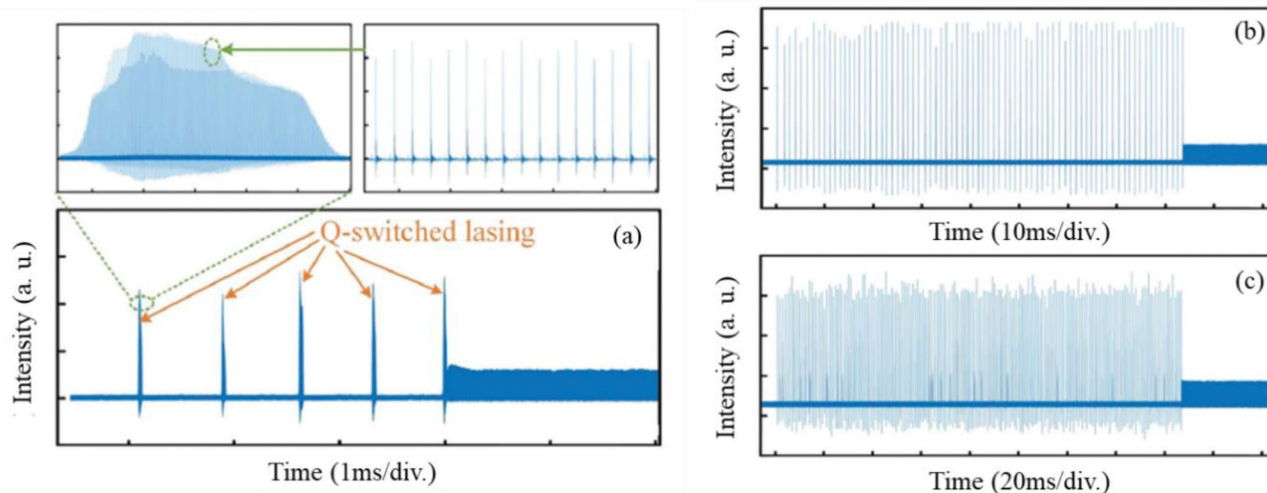 Q-switched lasing
(a)
Intensity (a. u.)
Time (1ms/div.)
(b)
Intensity (a. u.)
Time (10ms/div.)
(c)
Intensity (a. u.)
Time (20ms/div.)